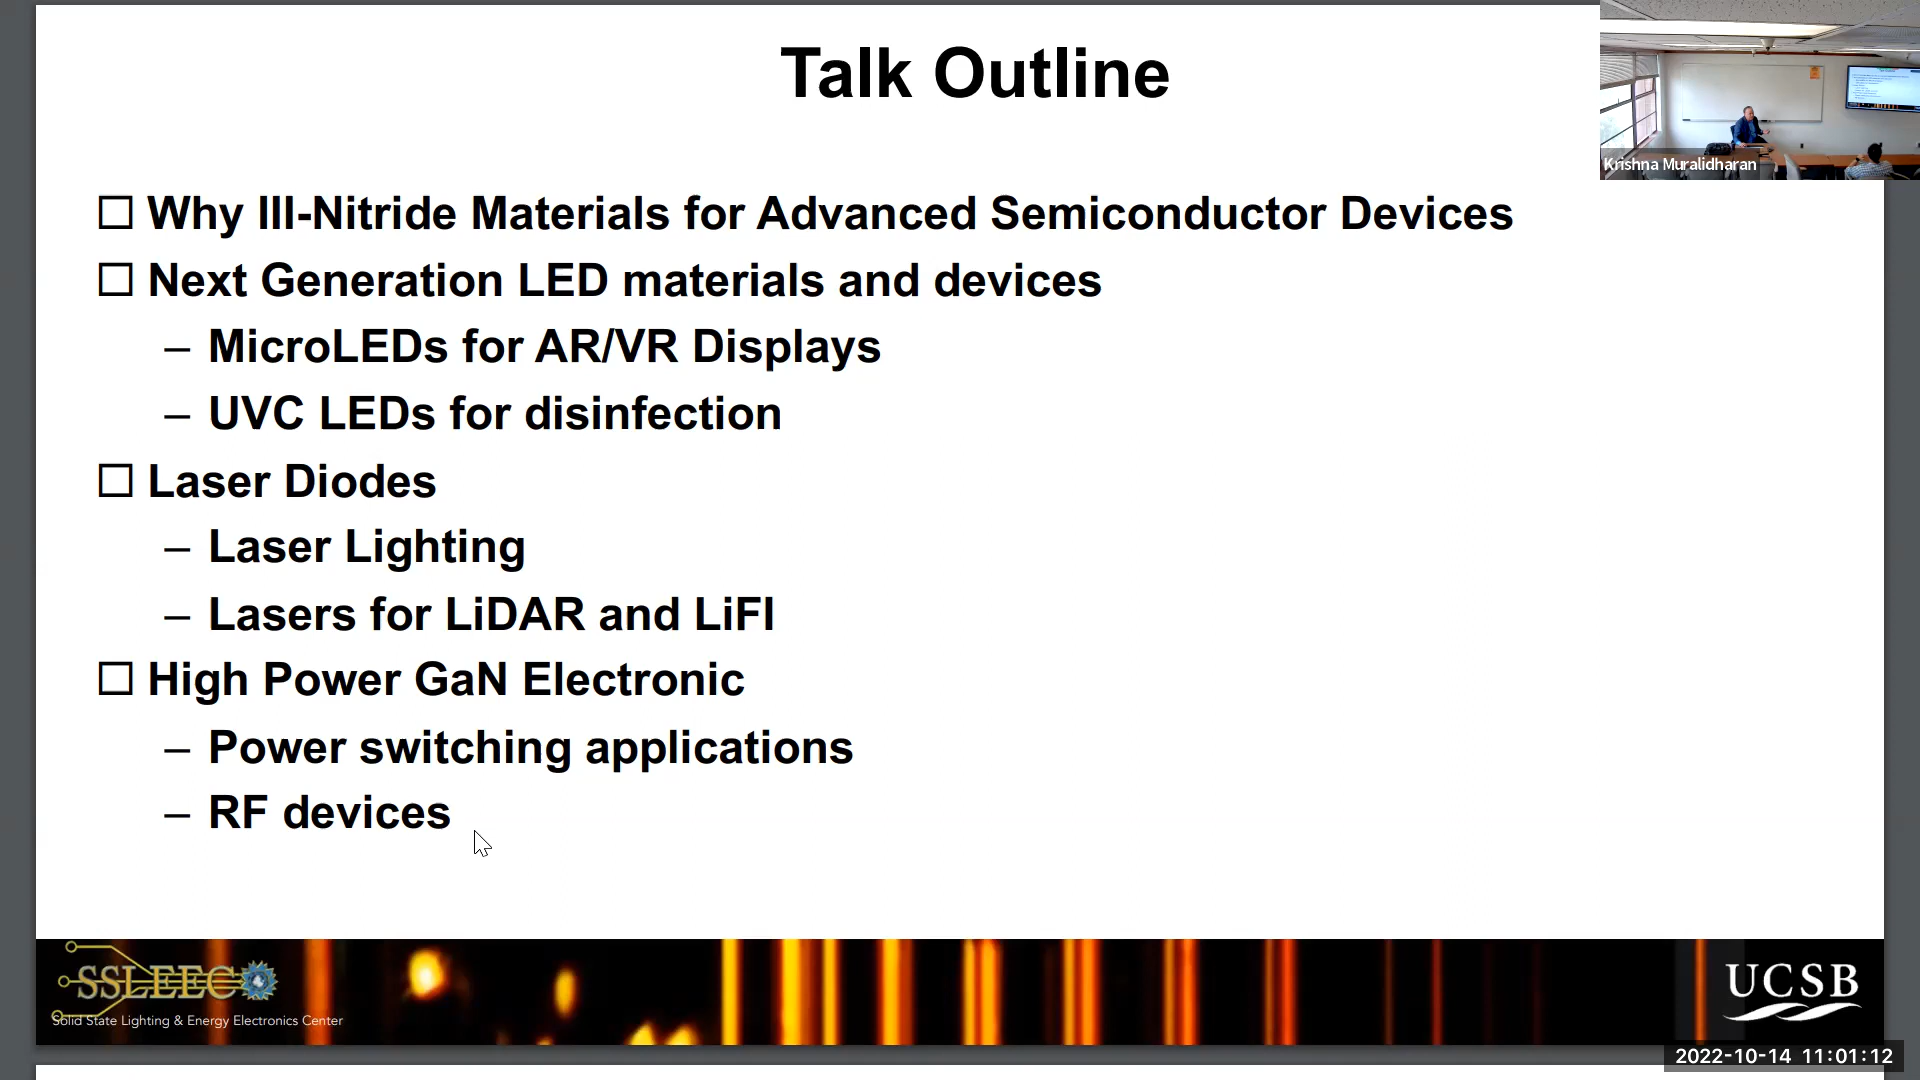 Talk Outline
Krishna Muralidharan
Why III-Nitride Materials for Advanced Semiconductor Devices
Next Generation LED materials and devices
– MicroLEDs for AR/VR Displays
– UVC LEDs for disinfection
Laser Diodes
– Laser Lighting
– Lasers for LiDAR and LiFI
High Power GaN Electronic
– Power switching applications
– RF devices
SSLEEC
Solid State Lighting & Energy Electronics Center
UCSB
2022-10-14 11:01:12